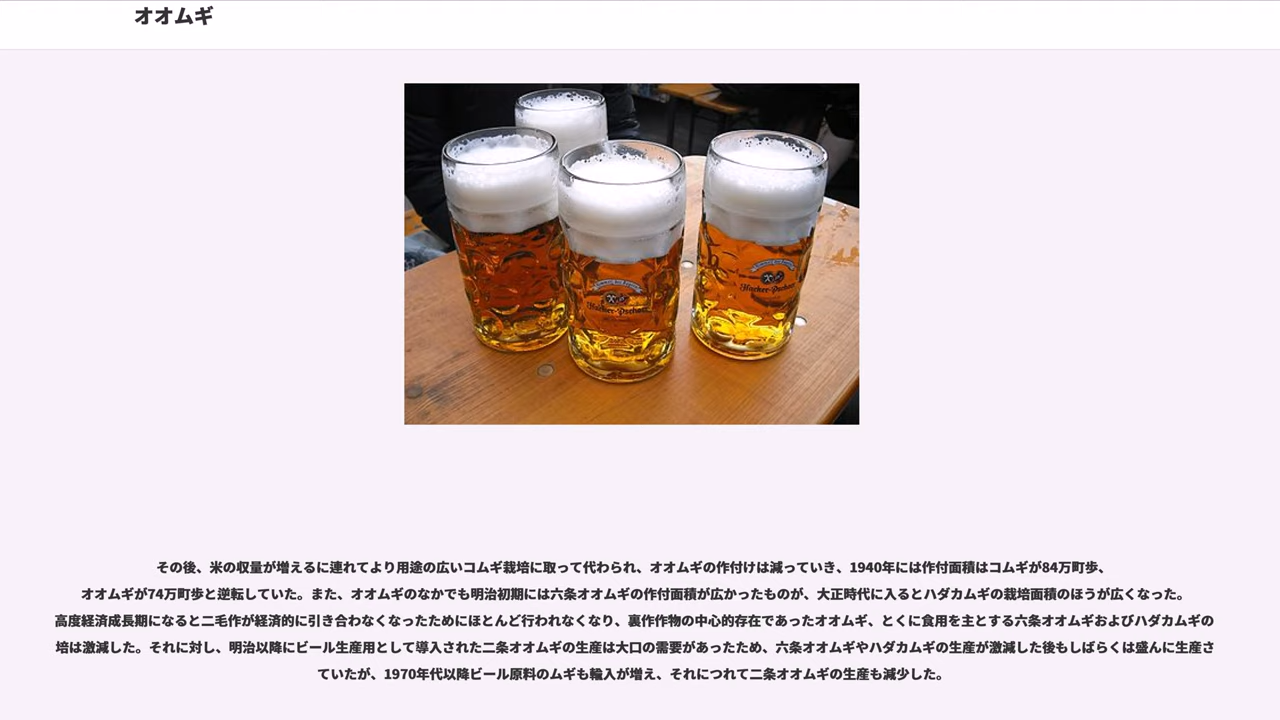 オオムギ
Hacker-Pschorr
Hacker-Pschorr
その後、米の収量が増えるに連れてより用途の広いコムギ栽培に取って代わられ、オオムギの作付けは減っていき、1940年には作付面積はコムギが84万町歩、
オオムギが74万町歩と逆転していた。また、オオムギのなかでも明治初期には六条オオムギの作付面積が広かったものが、大正時代に入るとハダカムギの栽培面積のほうが広くなった。
高度経済成長期になると二毛作が経済的に引き合わなくなったためにほとんど行われなくなり、裏作作物の中心的存在であったオオムギ、とくに食用を主とする六条オオムギおよびハダカムギの
培は激減した。それに対し、明治以降にビール生産用として導入された二条オオムギの生産は大口の需要があったため、六条オオムギやハダカムギの生産が激減した後もしばらくは盛んに生産さ
ていたが、1970年代以降ビール原料のムギも輸入が増え、それにつれて二条オオムギの生産も減少した。